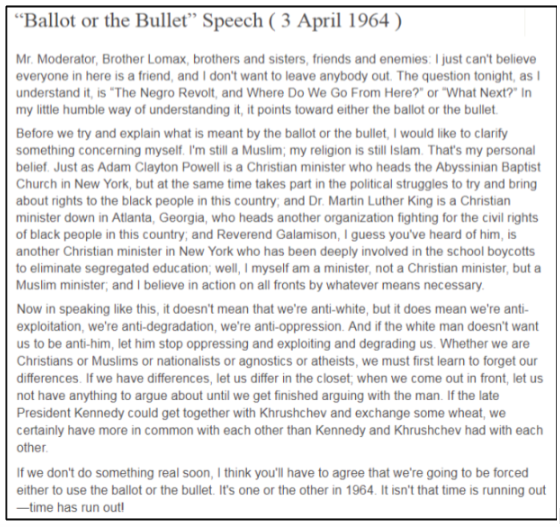 “Ballot or the Bullet” Speech ( 3 April 1964 )
Mr. Moderator, Brother Lomax, brothers and sisters, friends and enemies: I just can't believe
everyone in here is a friend, and I don't want to leave anybody out. The question tonight, as I
understand it, is "The Negro Revolt, and Where Do We Go From Here?" or "What Next?" In
my little humble way of understanding it, it points toward either the ballot or the bullet.
Before we try and explain what is meant by the ballot or the bullet, I would like to clarify
something concerning myself. I'm still a Muslim; my religion is still Islam. That's my personal
belief. Just as Adam Clayton Powell is a Christian minister who heads the Abyssinian Baptist
Church in New York, but at the same time takes part in the political struggles to try and bring
about rights to the black people in this country; and Dr. Martin Luther King is a Christian
minister down in Atlanta, Georgia, who heads another organization fighting for the civil rights
of black people in this country; and Reverend Galamison, I guess you've heard of him, is
another Christian minister in New York who has been deeply involved in the school boycotts
to eliminate segregated education; well, I myself am a minister, not a Christian minister, but a
Muslim minister; and I believe in action on all fronts by whatever means necessary.
Now in speaking like this, it doesn't mean that we're anti-white, but it does mean we're anti-
exploitation, we're anti-degradation, we're anti-oppression. And if the white man doesn't want
us to be anti-him, let him stop oppressing and exploiting and degrading us. Whether we are
Christians or Muslims or nationalists or agnostics or atheists, we must first learn to forget our
differences. If we have differences, let us differ in the closet; when we come out in front, let us
not have anything to argue about until we get finished arguing with the man. If the late
President Kennedy could get together with Khrushchev and exchange some wheat, we
certainly have more in common with each other than Kennedy and Khrushchev had with each
other.
If we don't do something real soon, I think you'll have to agree that we're going to be forced
either to use the ballot or the bullet. It's one or the other in 1964. It isn't that time is running out
—time has run out!